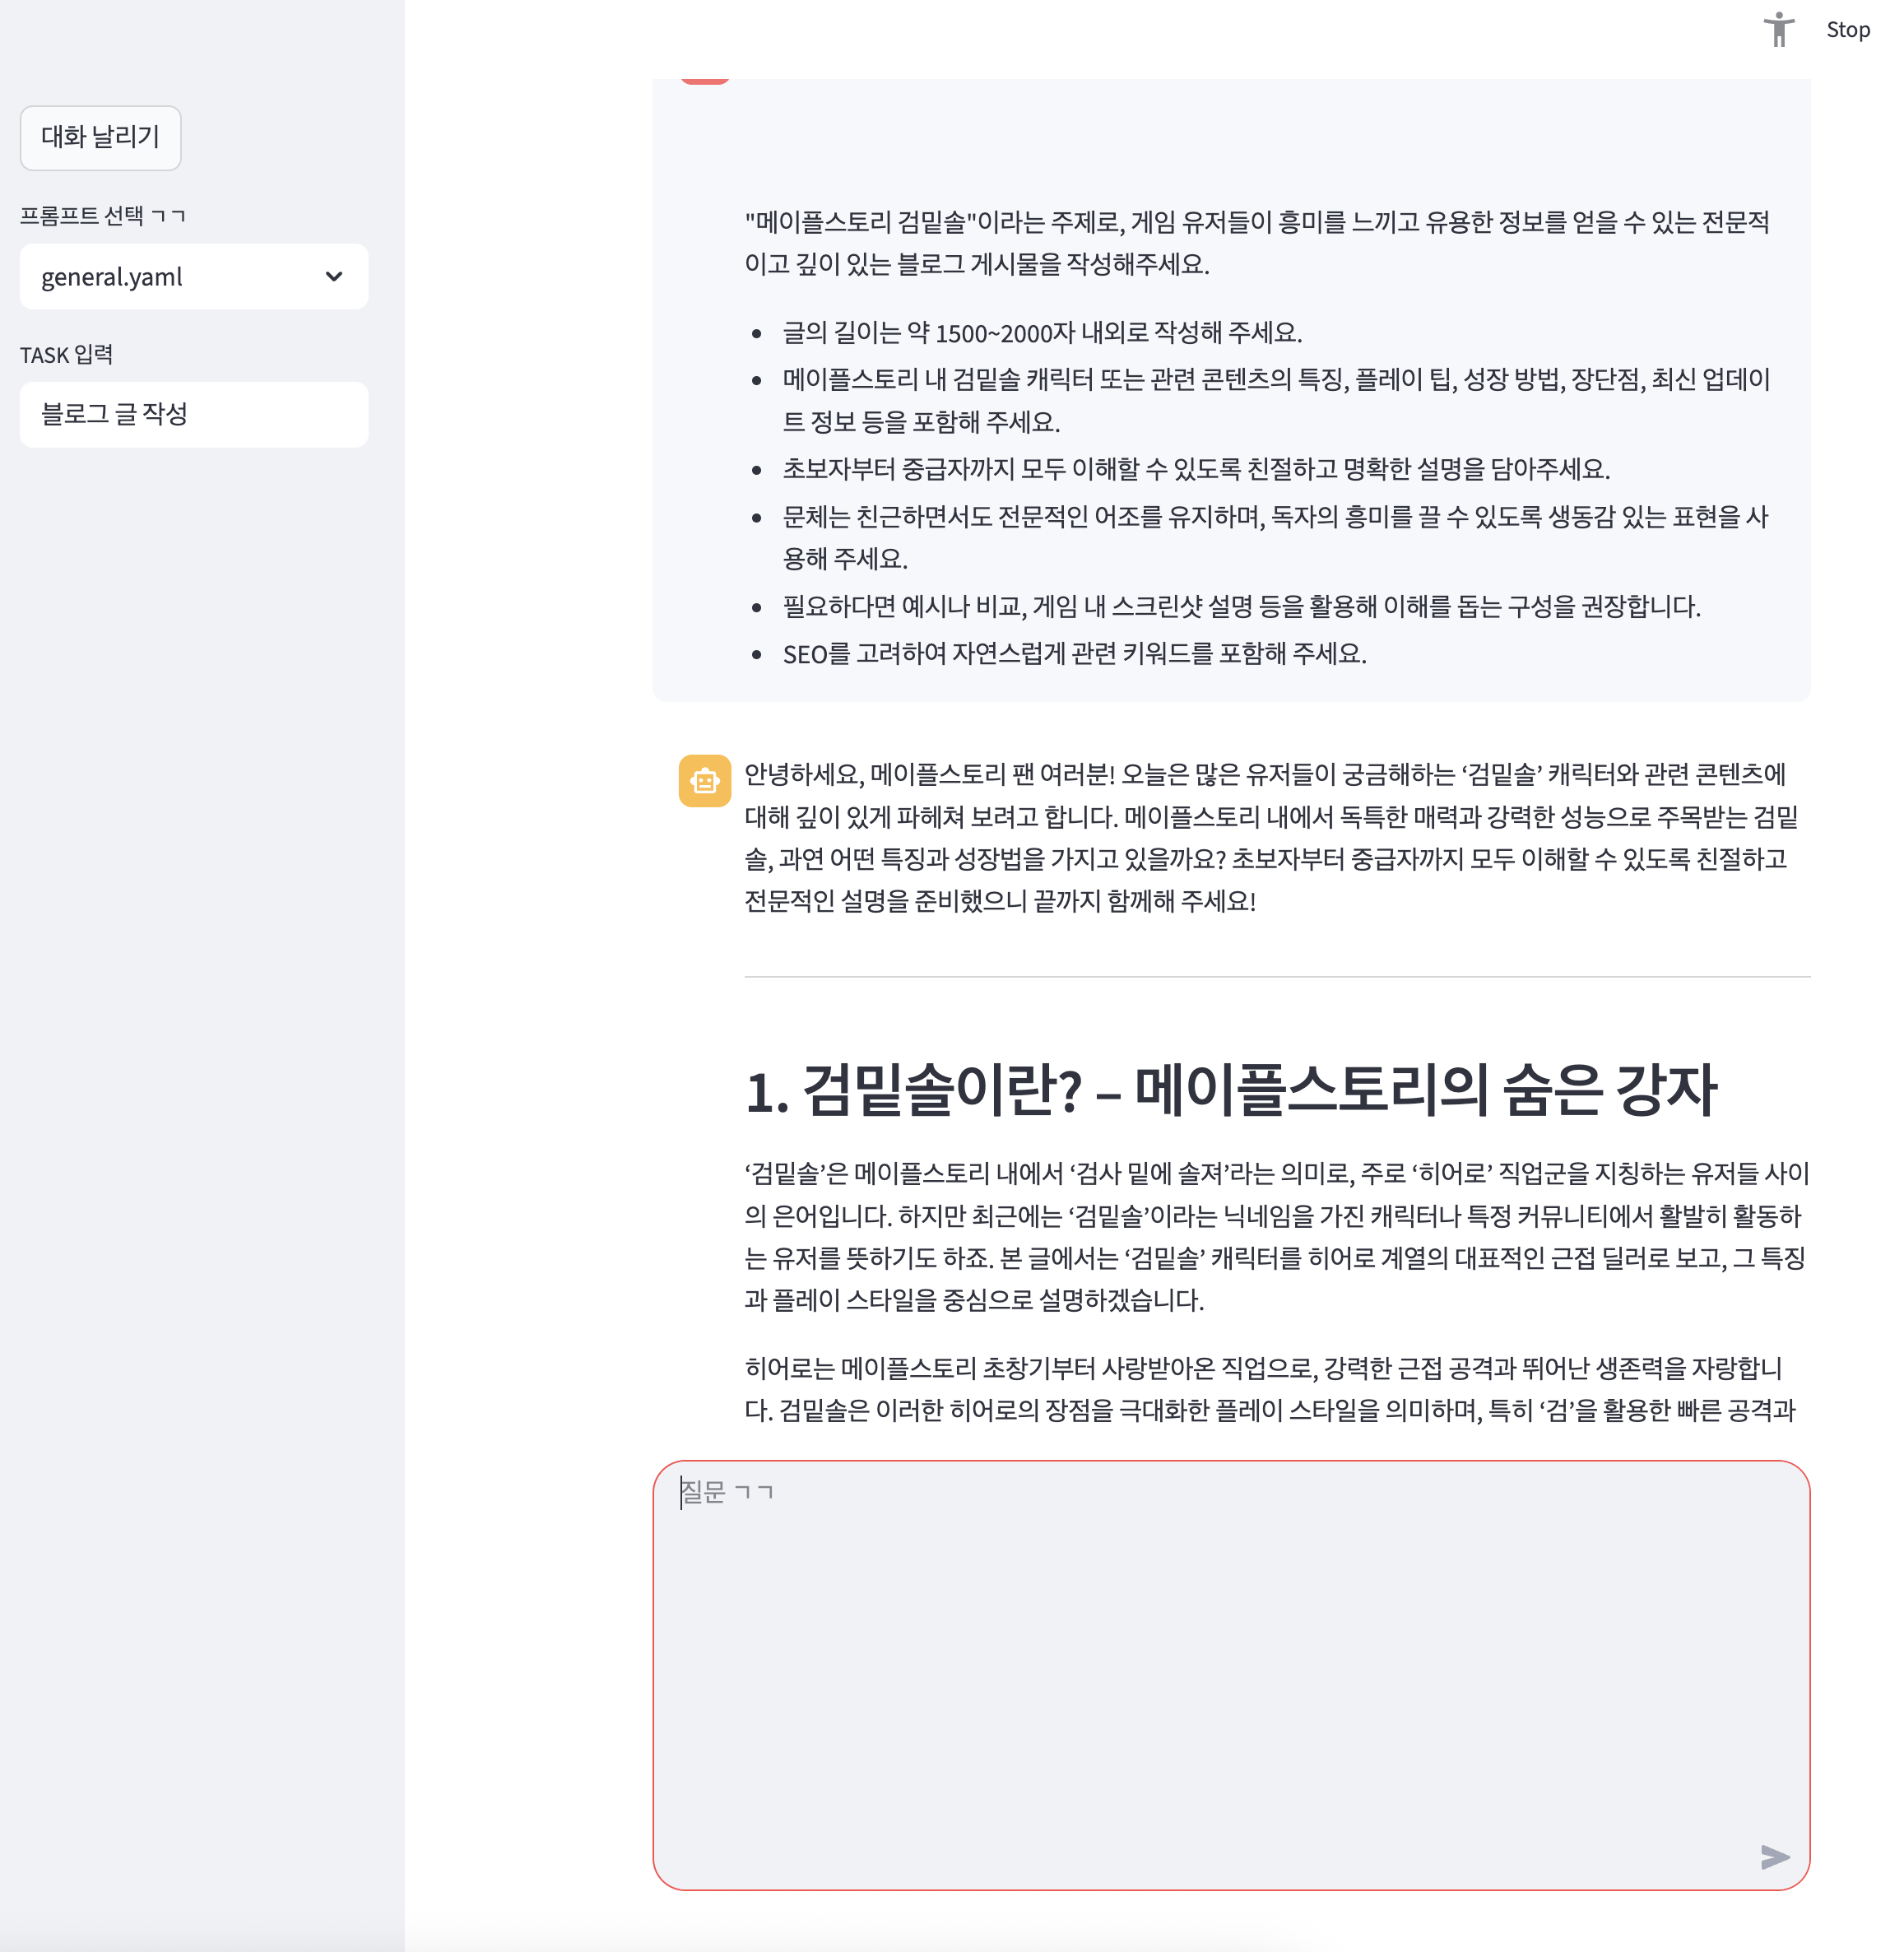 Stop
대화 날리기
프롬프트 선택 ㄱㄱ
general.yaml
TASK 입력
블로그 글 작성
"메이플스토리 검밑솔"이라는 주제로, 게임 유저들이 흥미를 느끼고 유용한 정보를 얻을 수 있는 전문적
이고 깊이 있는 블로그 게시물을 작성해주세요.
• 글의 길이는 약 1500~2000자 내외로 작성해 주세요.
• 메이플스토리 내 검밑솔 캐릭터 또는 관련 콘텐츠의 특징, 플레이 팁, 성장 방법, 장단점, 최신 업데이
트 정보 등을 포함해 주세요.
• 초보자부터 중급자까지 모두 이해할 수 있도록 친절하고 명확한 설명을 담아주세요.
• 문체는 친근하면서도 전문적인 어조를 유지하며, 독자의 흥미를 끌 수 있도록 생동감 있는 표현을 사
용해 주세요.
• 필요하다면 예시나 비교, 게임 내 스크린샷 설명 등을 활용해 이해를 돕는 구성을 권장합니다.
• SEO를 고려하여 자연스럽게 관련 키워드를 포함해 주세요.
안녕하세요, 메이플스토리 팬 여러분! 오늘은 많은 유저들이 궁금해하는 ‘검밑솔’ 캐릭터와 관련 콘텐츠에
대해 깊이 있게 파헤쳐 보려고 합니다. 메이플스토리 내에서 독특한 매력과 강력한 성능으로 주목받는 검밑
솔, 과연 어떤 특징과 성장법을 가지고 있을까요? 초보자부터 중급자까지 모두 이해할 수 있도록 친절하고
전문적인 설명을 준비했으니 끝까지 함께해 주세요!
1. 검밑솔이란? – 메이플스토리의 숨은 강자
‘검밑솔’은 메이플스토리 내에서 ‘검사 밑에 솔져’라는 의미로, 주로 ‘히어로’ 직업군을 지칭하는 유저들 사이
의 은어입니다. 하지만 최근에는 ‘검밑솔’이라는 닉네임을 가진 캐릭터나 특정 커뮤니티에서 활발히 활동하
는 유저를 뜻하기도 하죠. 본 글에서는 ‘검밑솔’ 캐릭터를 히어로 계열의 대표적인 근접 딜러로 보고, 그 특징
과 플레이 스타일을 중심으로 설명하겠습니다.
히어로는 메이플스토리 초창기부터 사랑받아온 직업으로, 강력한 근접 공격과 뛰어난 생존력을 자랑합니
다. 검밑솔은 이러한 히어로의 장점을 극대화한 플레이 스타일을 의미하며, 특히 ‘검’을 활용한 빠른 공격과
질문 ㄱㄱ